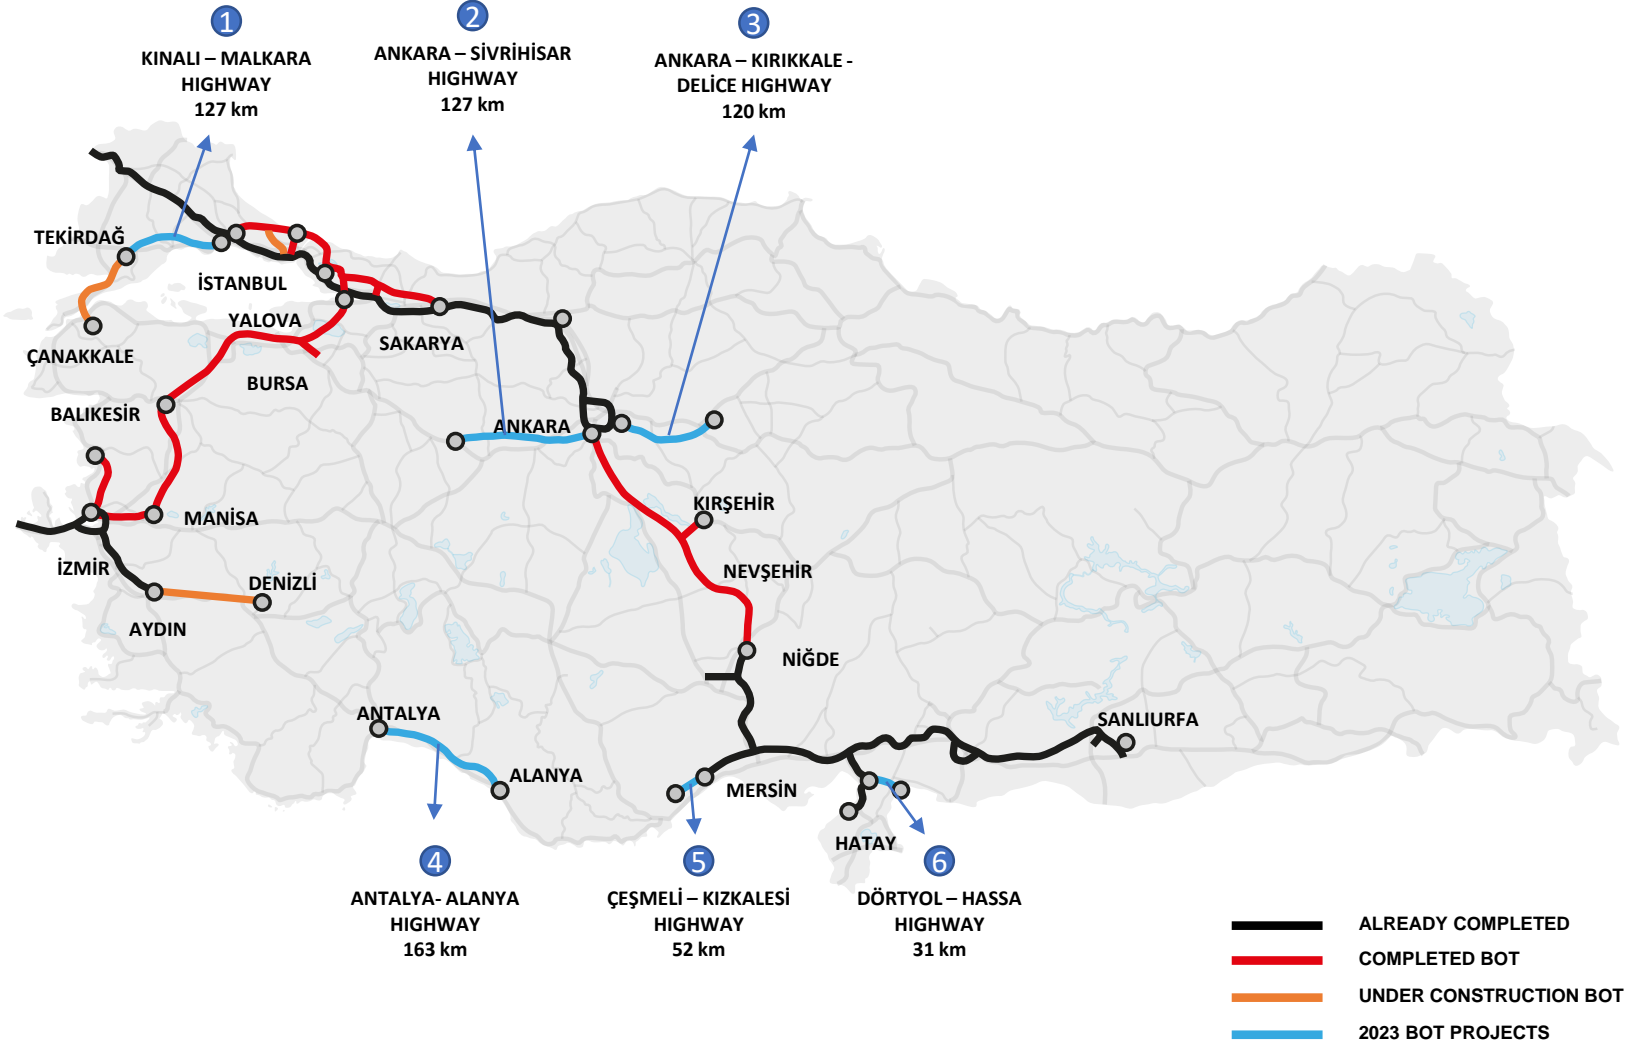 1
KINALI – MALKARA
HIGHWAY
127 km
2
ANKARA – SİVRİHİSAR
HIGHWAY
127 km
3
ANKARA – KIRIKKALE -
DELİCE HIGHWAY
120 km
TEKİRDAĞ
İSTANBUL
YALOVA
SAKARYA
ÇANAKKALE
BURSA
BALIKESİR
ANKARA
KIRŞEHİR
MANİSA
İZMİR
DENİZLİ
NEVŞEHİR
AYDIN
NİĞDE
ANTALYA
SANLIURFA
ALANYA
MERSİN
HATAY
4
ANTALYA- ALANYA
HIGHWAY
163 km
5
ÇEŞMELİ – KIZKALESİ
HIGHWAY
52 km
6
DÖRTYOL – HASSA
HIGHWAY
31 km
ALREADY COMPLETED
COMPLETED BOT
UNDER CONSTRUCTION BOT
2023 BOT PROJECTS